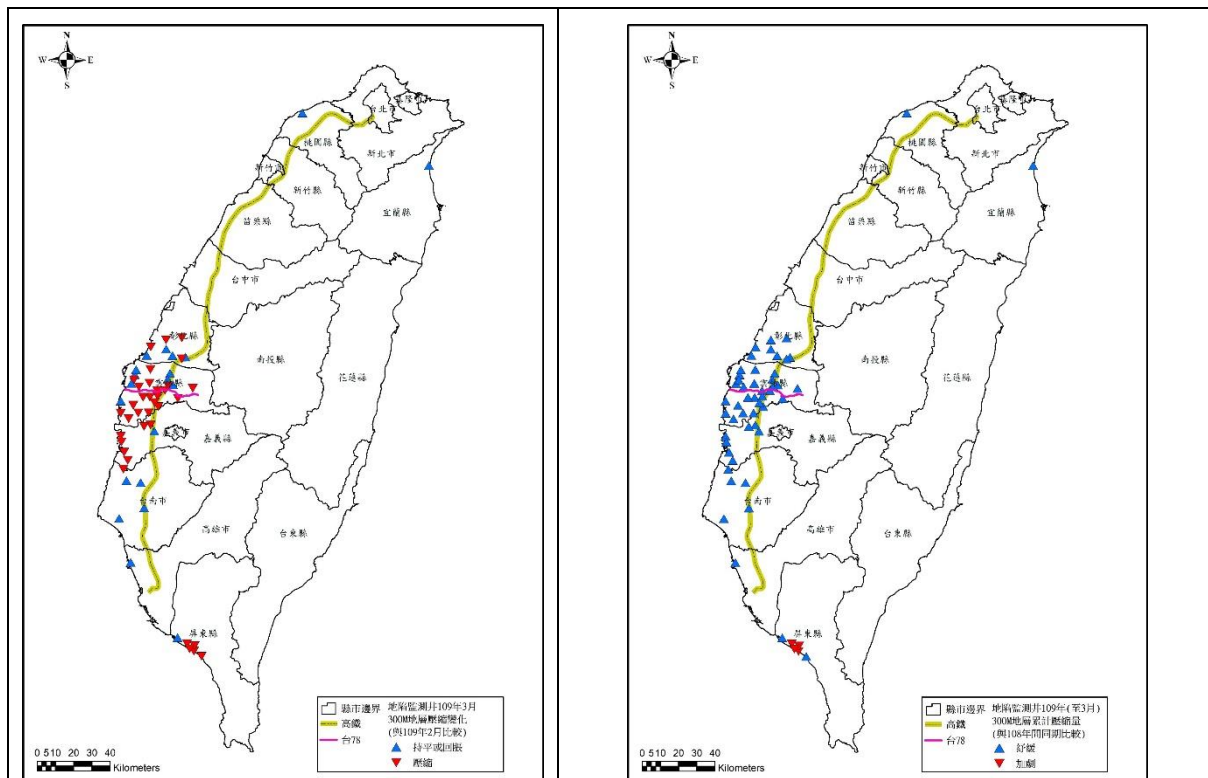 N
W E
S
基隆市
台北市
桃園縣
新北市
新竹市
新竹縣
宜蘭縣
苗栗縣
台中市
彰化縣
南投縣
花蓮縣
雲林縣
嘉義市
嘉義縣
台南市
高雄市
台東縣
屏東縣
縣市邊界
高鐵
台78
地陷監測井109年3月
300M地層壓縮變化
(與109年2月比較)
持平或回脹
壓縮
0 5 10 20 30 40
Kilometers
N
W E
S
基隆市
台北市
桃園縣
新北市
新竹市
新竹縣
宜蘭縣
苗栗縣
台中市
彰化縣
南投縣
花蓮縣
雲林縣
嘉義市
嘉義縣
台南市
高雄市
台東縣
屏東縣
縣市邊界
高鐵
台78
地陷監測井109年(至3月)
300M地層累計壓縮量
(與108年間同期比較)
紓緩
加劇
0 5 10 20 30 40
Kilometers